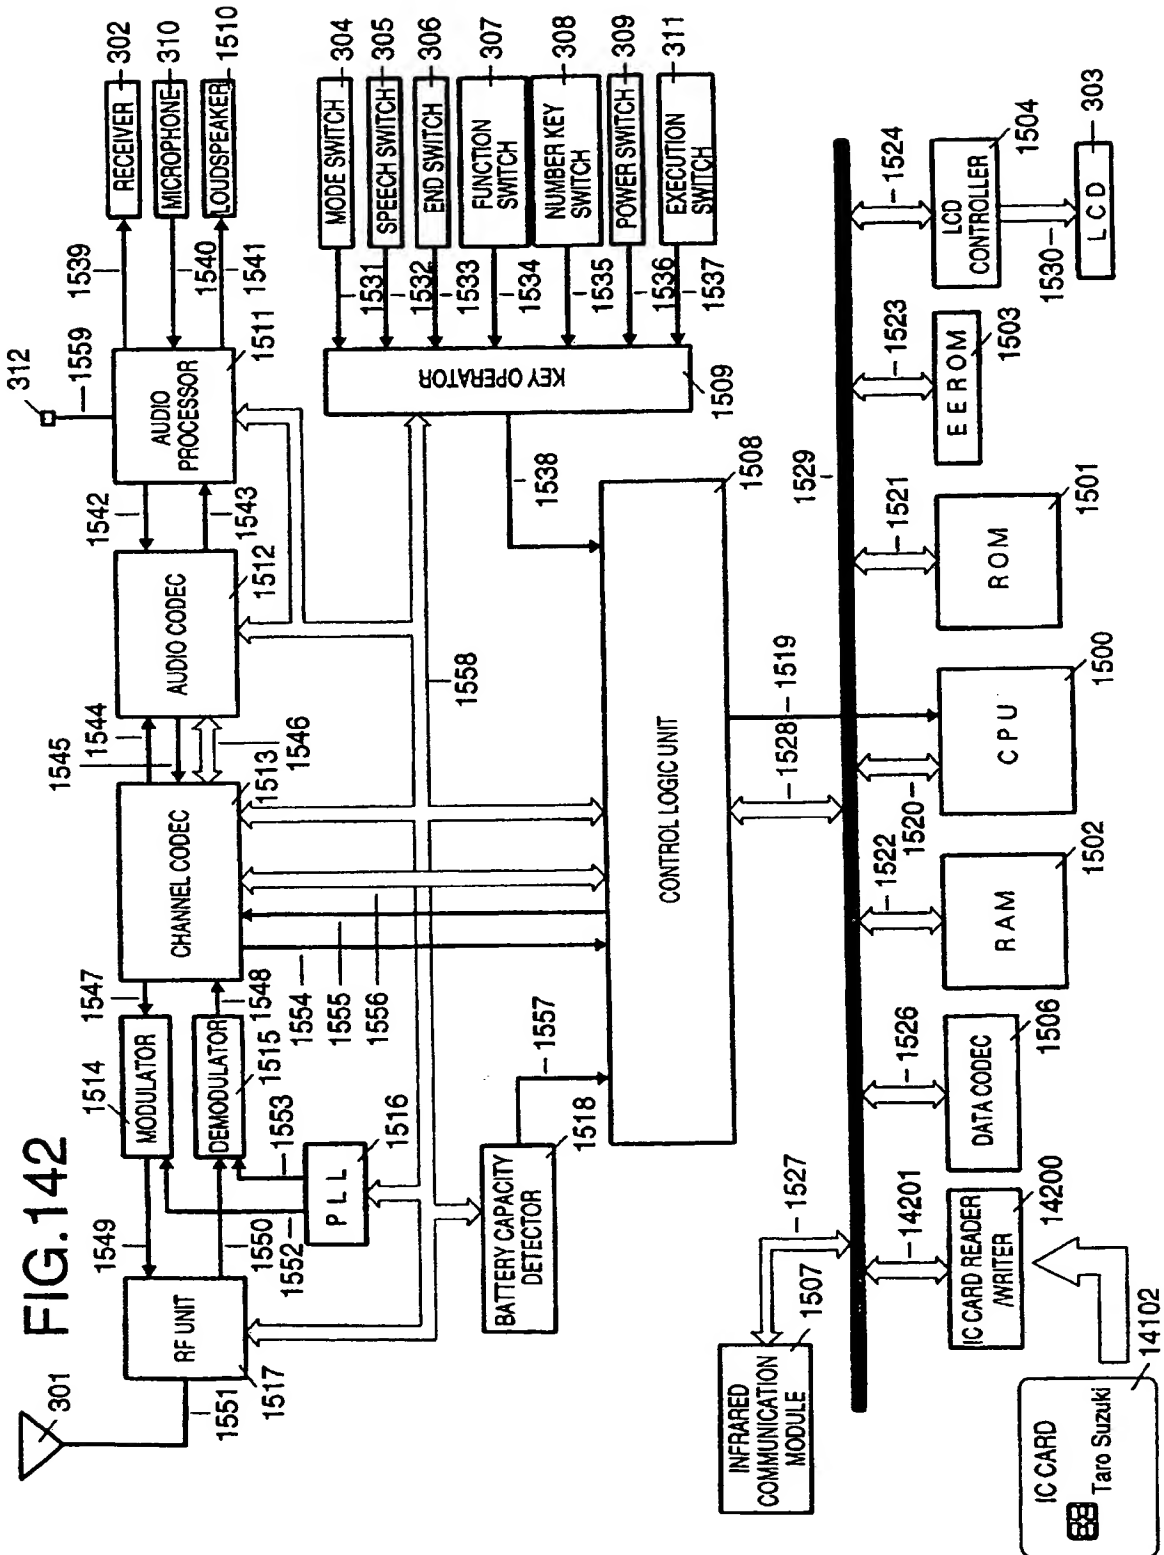 FIG.142
301
1551
RF UNIT
1517
1549
1550
1552
1553
MODULATOR
1514
DEMODULATOR
1515
PLL
1516
1547
1548
CHANNEL CODEC
1513
1545
1544
1546
AUDIO CODEC
1512
1542
1543
AUDIO
PROCESSOR
1511
312
1559
1539
1540
1541
RECEIVER
302
MICROPHONE
310
LOUDSPEAKER
1510
MODE SWITCH
304
SPEECH SWITCH
305
END SWITCH
306
FUNCTION
SWITCH
307
NUMBER KEY
SWITCH
308
POWER SWITCH
309
EXECUTION
SWITCH
311
1531
1532
1533
1534
1535
1536
1537
KEY OPERATOR
1509
1538
1558
1554
1555
1556
BATTERY CAPACITY
DETECTOR
1518
1557
CONTROL LOGIC UNIT
1508
1528
1519
1529
INFRARED
COMMUNICATION
MODULE
1507
1527
14201
1526
1522
1520
1521
1523
1524
IC CARD READER
/WRITER
14200
DATA CODEC
1506
RAM
1502
CPU
1500
ROM
1501
EEROM
1503
LCD
CONTROLLER
1504
1530
LCD
303
IC CARD
Taro Suzuki
14102